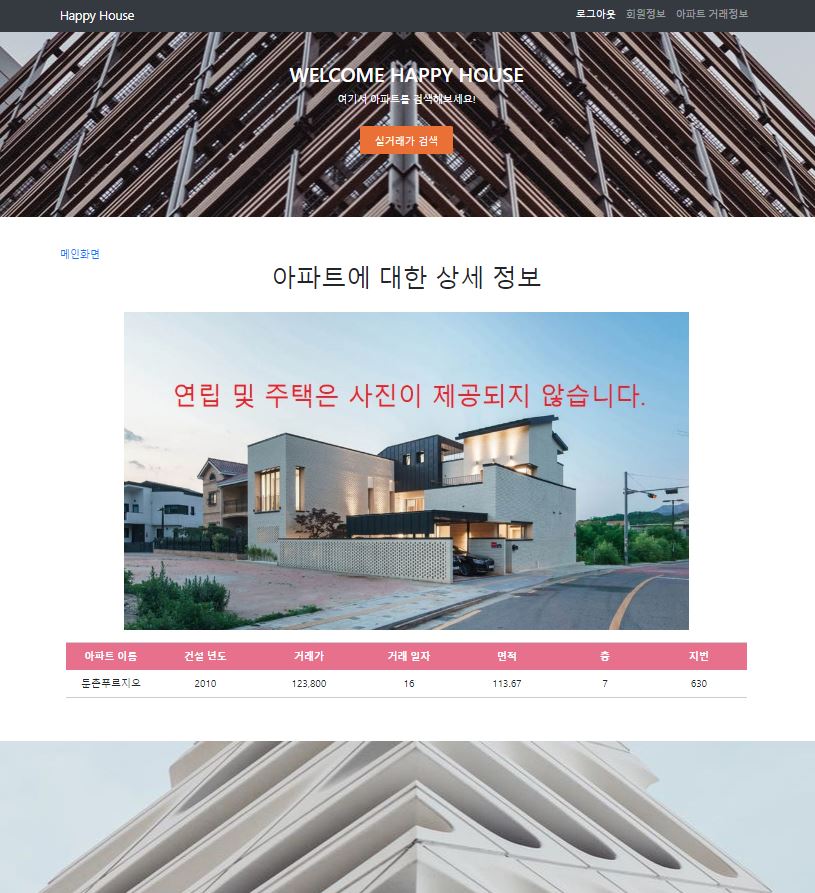 Happy House
로그아웃 회원정보 아파트 거래정보
WELCOME HAPPY HOUSE
여기서 아파트를 검색해보세요!
실거래가 검색
메인화면
아파트에 대한 상세 정보
연립 및 주택은 사진이 제공되지 않습니다.
아파트 이름 건설 년도 거래가 거래 일자 면적 층 지번
둔촌푸르지오 2010 123,800 16 113.67 7 630